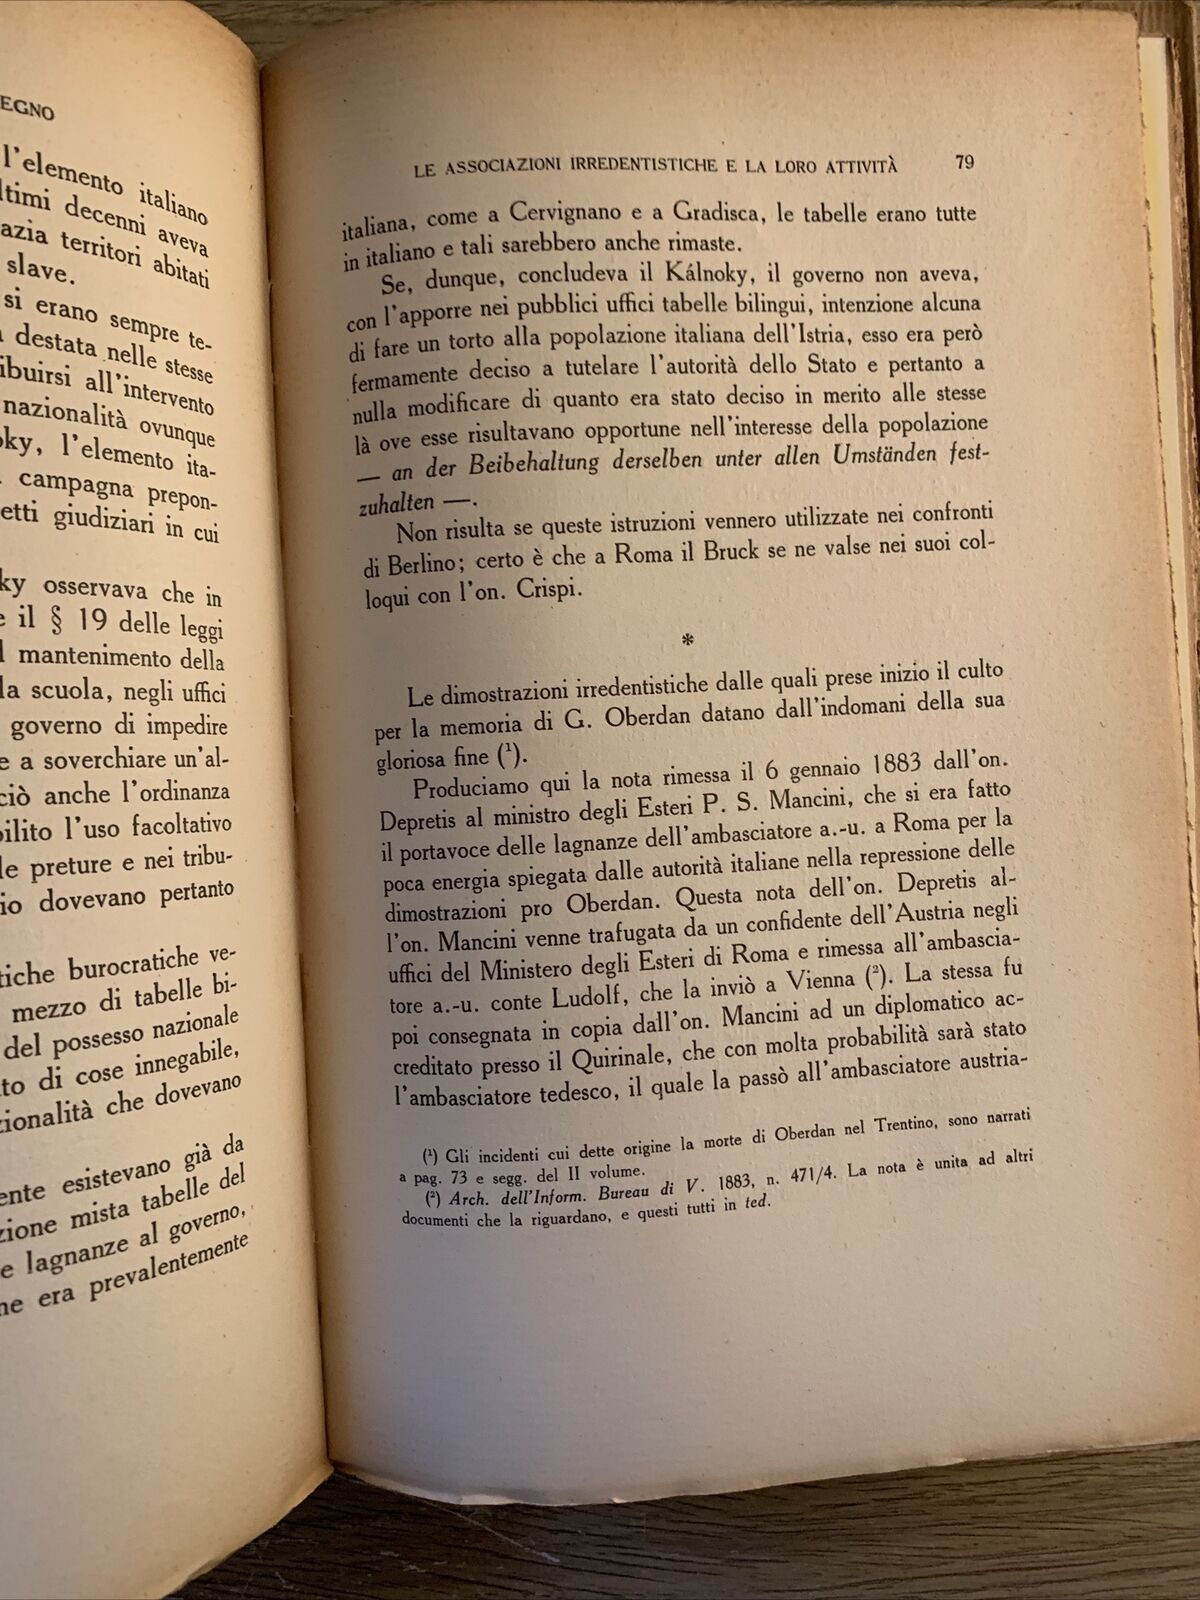 EGNO
l'elemento italiano
ltimi decenni aveva
azia territori abitati
slave.
si erano sempre te-
destata nelle stesse
ibuirsi all'intervento
nazionalità ovunque
ky, l'elemento ita-
campagna prepon-
etti giudiziari in cui
ky osservava che in
e il § 19 delle leggi
l mantenimento della
la scuola, negli uffici
governo di impedire
e a soverchiare un'al-
ciò anche l'ordinanza
bilito l'uso facoltativo
le preture e nei tribu-
io dovevano pertanto
tiche burocratiche ve-
mezzo di tabelle bi-
del possesso nazionale
to di cose innegabile,
zionalità che dovevano
ente esistevano già da
zione mista tabelle del
e lagnanze al governo,
ne era prevalentemente
LE ASSOCIAZIONI IRREDENTISTICHE E LA LORO ATTIVITÀ 79
italiana, come a Cervignano e a Gradisca, le tabelle erano tutte
in italiano e tali sarebbero anche rimaste.
Se, dunque, concludeva il Kálnoky, il governo non aveva,
con l'apporre nei pubblici uffici tabelle bilingui, intenzione alcuna
di fare un torto alla popolazione italiana dell'Istria, esso era però
fermamente deciso a tutelare l'autorità dello Stato e pertanto a
nulla modificare di quanto era stato deciso in merito alle stesse
là ove esse risultavano opportune nell'interesse della popolazione
— an der Beibehaltung derselben unter allen Umständen fest-
zuhalten —.
Non risulta se queste istruzioni vennero utilizzate nei confronti
di Berlino; certo è che a Roma il Bruck se ne valse nei suoi col-
loqui con l'on. Crispi.
*
Le dimostrazioni irredentistiche dalle quali prese inizio il culto
per la memoria di G. Oberdan datano dall'indomani della sua
gloriosa fine (¹).
Produciamo qui la nota rimessa il 6 gennaio 1883 dall'on.
Depretis al ministro degli Esteri P. S. Mancini, che si era fatto
il portavoce delle lagnanze dell'ambasciatore a.-u. a Roma per la
poca energia spiegata dalle autorità italiane nella repressione delle
dimostrazioni pro Oberdan. Questa nota dell'on. Depretis al-
l'on. Mancini venne trafugata da un confidente dell'Austria negli
uffici del Ministero degli Esteri di Roma e rimessa all'ambascia-
tore a.-u. conte Ludolf, che la inviò a Vienna (²). La stessa fu
poi consegnata in copia dall'on. Mancini ad un diplomatico ac-
creditato presso il Quirinale, che con molta probabilità sarà stato
l'ambasciatore tedesco, il quale la passò all'ambasciatore austria-
(¹) Gli incidenti cui dette origine la morte di Oberdan nel Trentino, sono narrati
a pag. 73 e segg. del II volume.
(²) Arch. dell'Inform. Bureau di V. 1883, n. 471/4. La nota è unita ad altri
documenti che la riguardano, e questi tutti in ted.